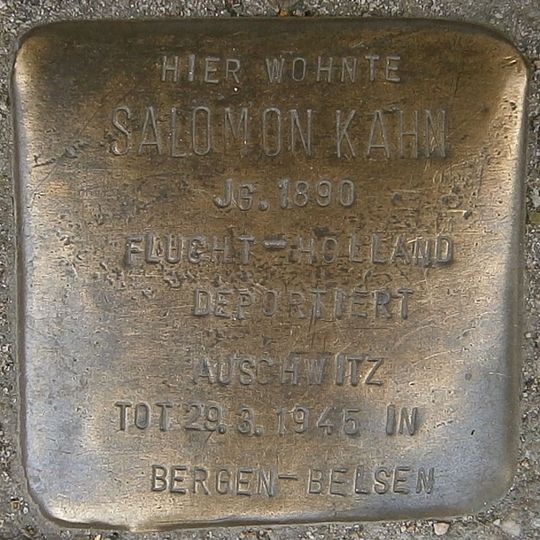 HIER WOHNTE
SALOMON KAHN
JG. 1890
FLUCHT-HOLLAND
DEPORTIERT
AUSCHWITZ
TOT 29.3.1945 IN
BERGEN-BELSEN